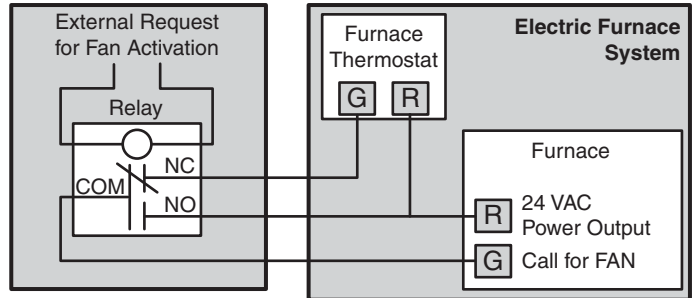 External Request
for Fan Activation
Relay
NC
COM
NO
Electric Furnace
System
Furnace
Thermostat
G
R
Furnace
R
24 VAC
Power Output
G
Call for FAN